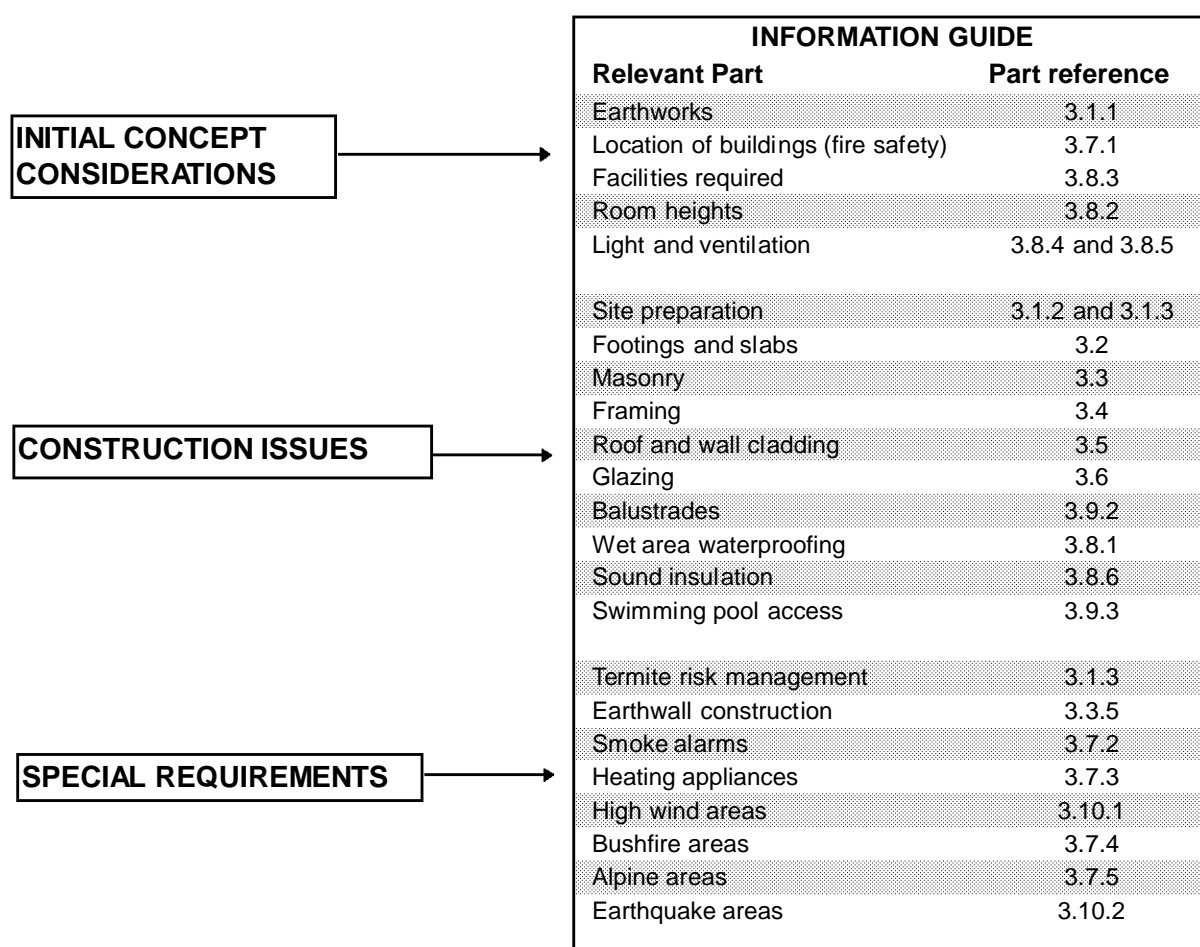 INFORMATION GUIDE
Relevant Part Part reference
Earthworks 3.1.1
INITIAL CONCEPT
CONSIDERATIONS
Location of buildings (fire safety) 3.7.1
Facilities required 3.8.3
Room heights 3.8.2
Light and ventilation 3.8.4 and 3.8.5
Site preparation 3.1.2 and 3.1.3
Footings and slabs 3.2
Masonry 3.3
Framing 3.4
CONSTRUCTION ISSUES
Roof and wall cladding 3.5
Glazing 3.6
Balustrades 3.9.2
Wet area waterproofing 3.8.1
Sound insulation 3.8.6
Swimming pool access 3.9.3
Termite risk management 3.1.3
Earthwall construction 3.3.5
Smoke alarms 3.7.2
SPECIAL REQUIREMENTS
Heating appliances 3.7.3
High wind areas 3.10.1
Bushfire areas 3.7.4
Alpine areas 3.7.5
Earthquake areas 3.10.2